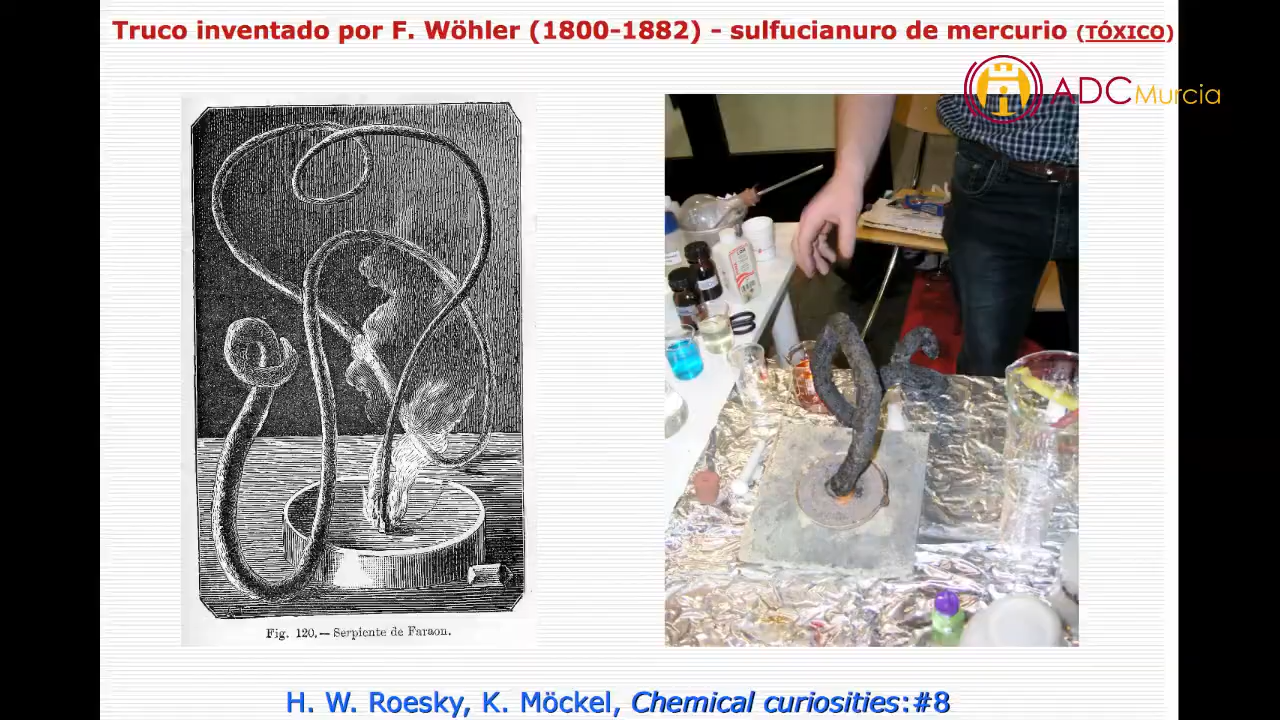 Truco inventado por F. Wöhler (1800-1882) - sulfucianuro de mercurio (TÓXICO)
ADCMurcia
Fig. 120.—Serpiente de Faraon.
H. W. Roesky, K. Möckel, Chemical curiosities:#8